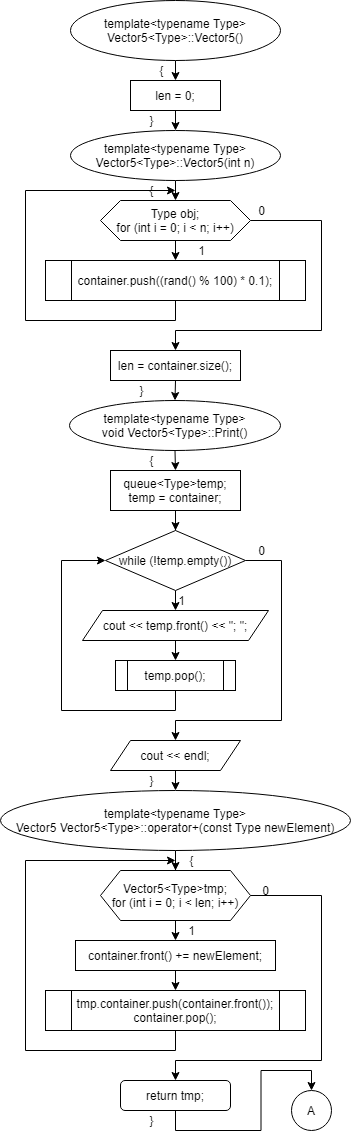 template<typename Type>
Vector5<Type>::Vector5()
{
len = 0;
}
template<typename Type>
Vector5<Type>::Vector5(int n)
{
Type obj;
for (int i = 0; i < n; i++)
0
1
container.push((rand() % 100) * 0.1);
len = container.size();
}
template<typename Type>
void Vector5<Type>::Print()
{
queue<Type>temp;
temp = container;
while (!temp.empty())
0
1
cout << temp.front() << "; ";
temp.pop();
cout << endl;
}
template<typename Type>
Vector5 Vector5<Type>::operator+(const Type newElement)
{
Vector5<Type>tmp;
for (int i = 0; i < len; i++)
0
1
container.front() += newElement;
tmp.container.push(container.front());
container.pop();
return tmp;
A
}